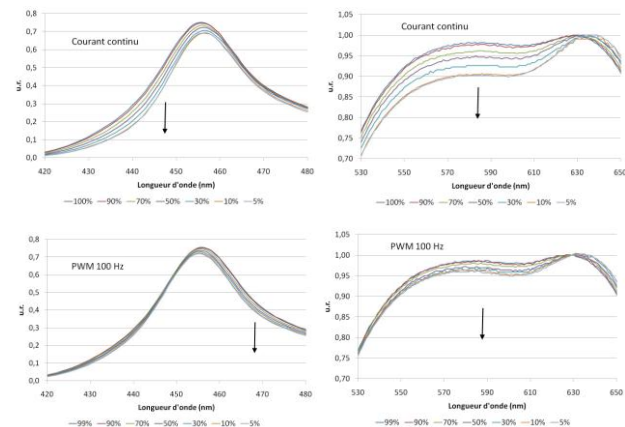 0,8
0,7
0,6
0,5
0,4
0,3
0,2
0,1
0,0
u.r.
Courant continu
420 430 440 450 460 470 480
Longueur d'onde (nm)
100% 90% 70% 50% 30% 10% 5%
1,05
1,00
0,95
0,90
0,85
0,80
0,75
0,70
u.r.
Courant continu
530 550 570 590 610 630 650
Longueur d'onde (nm)
100% 90% 70% 50% 30% 10% 5%
0,8
0,7
0,6
0,5
0,4
0,3
0,2
0,1
0,0
u.r.
PWM 100 Hz
420 430 440 450 460 470 480
Longueur d'onde (nm)
99% 90% 70% 50% 30% 10% 5%
1,05
1,00
0,95
0,90
0,85
0,80
0,75
0,70
u.r.
PWM 100 Hz
530 550 570 590 610 630 650
Longueur d'onde (nm)
99% 90% 70% 50% 30% 10% 5%